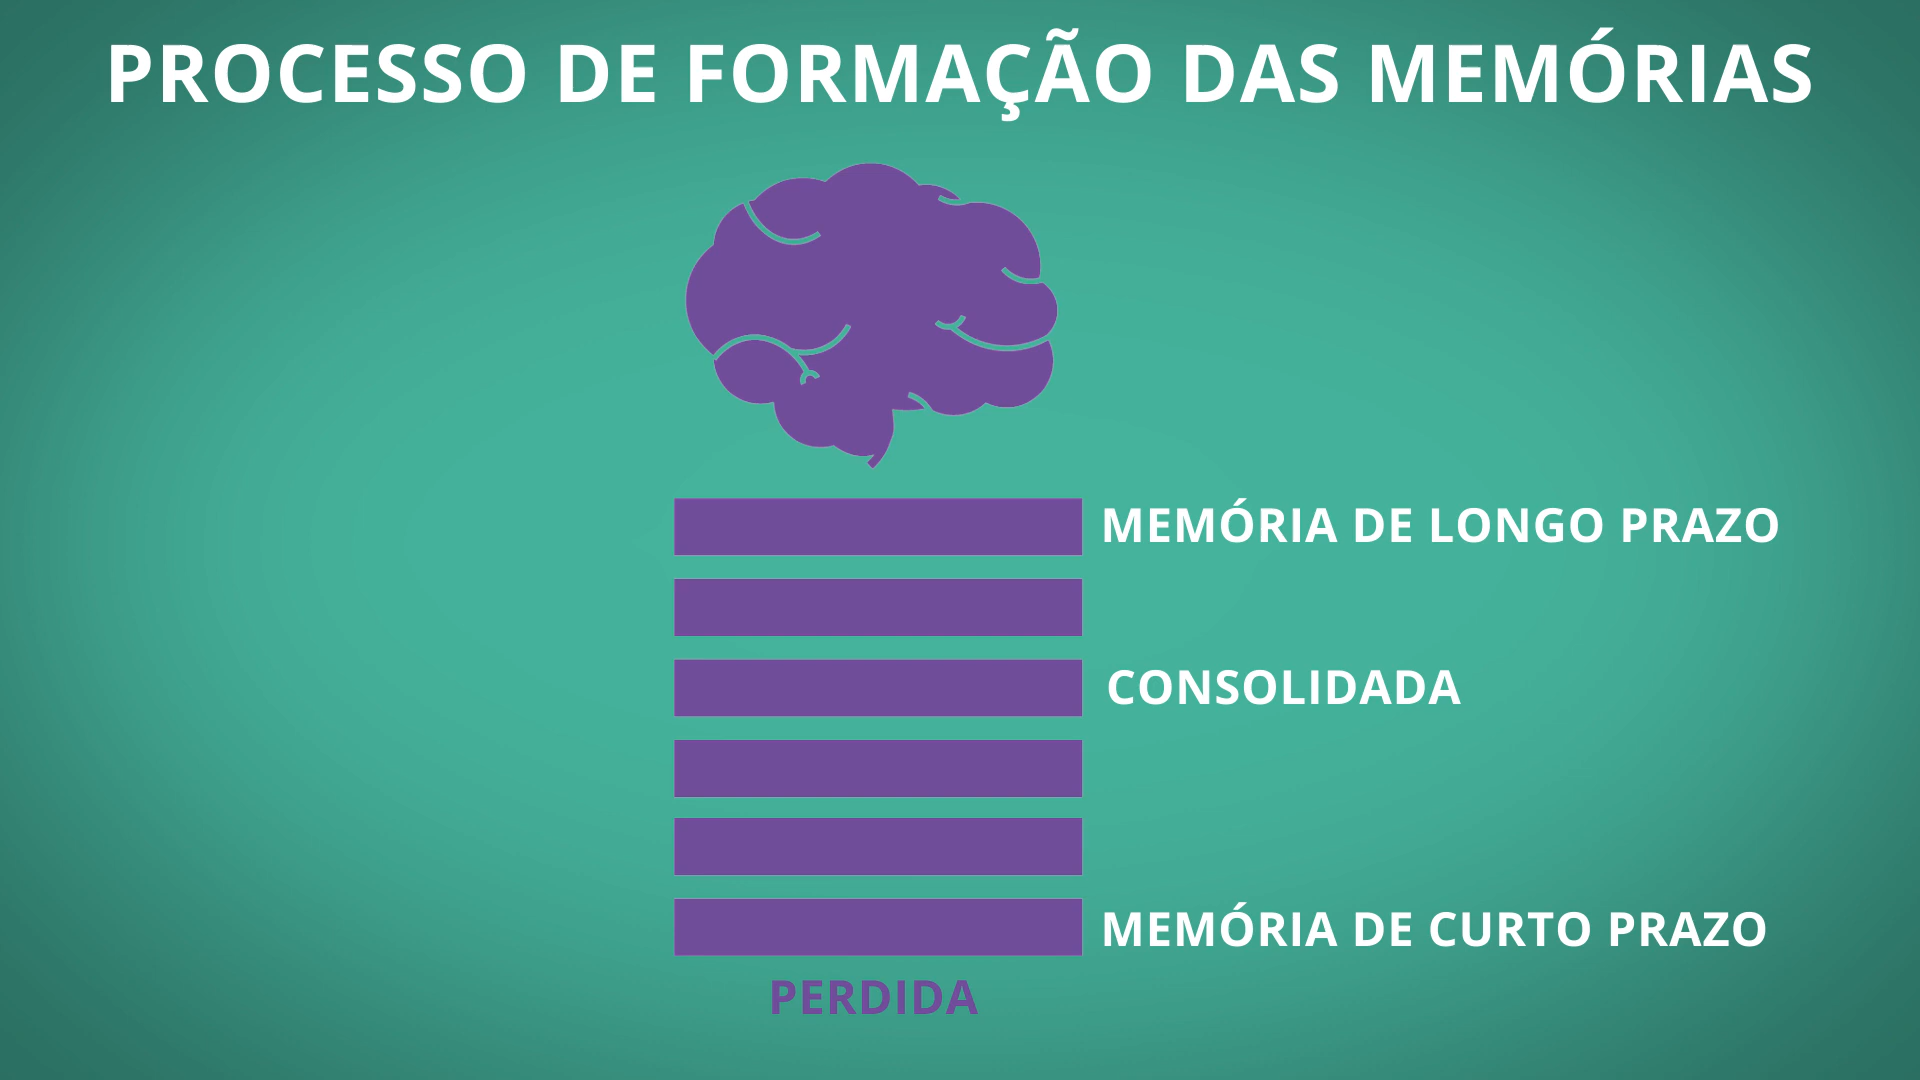 PROCESSO DE FORMAÇÃO DAS MEMÓRIAS
MEMÓRIA DE LONGO PRAZO
CONSOLIDADA
MEMÓRIA DE CURTO PRAZO
PERDIDA